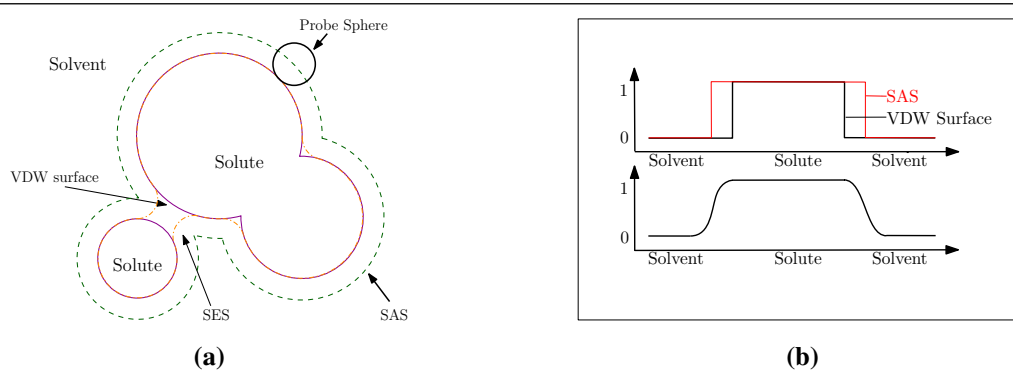 Probe Sphere
Solvent
Solute
VDW surface
Solute
SES
SAS
(a)
1
SAS
VDW Surface
0
Solvent
Solute
Solvent
1
0
Solvent
Solute
Solvent
(b)